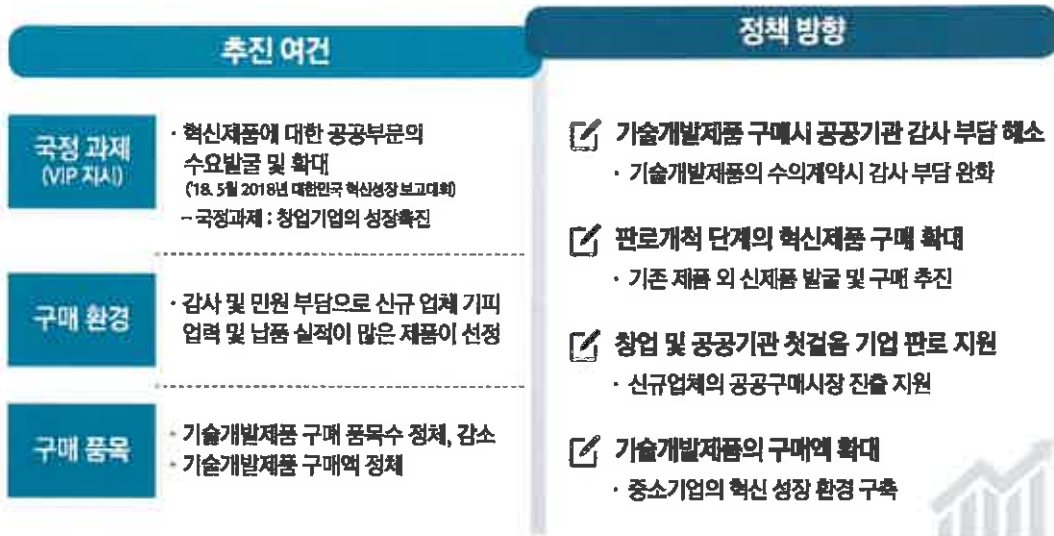 추진 여건
국정 과제
(VIP 지시)
· 혁신제품에 대한 공공부문의
수요발굴 및 확대
('18. 5월 2018년 대한민국 혁신성장 보고대회)
- 국정과제 : 창업기업의 성장촉진
구매 환경
· 감사 및 민원 부담으로 신규 업체 기피
업력 및 납품 실적이 많은 제품이 선정
구매 품목
· 기술개발제품 구매 품목수 정체, 감소
· 기술개발제품 구매액 정체
정책 방향
기술개발제품 구매시 공공기관 감사 부담 해소
· 기술개발제품의 수의계약시 감사 부담 완화
판로개척 단계의 혁신제품 구매 확대
· 기존 제품 외 신제품 발굴 및 구매 추진
창업 및 공공기관 첫걸음 기업 판로 지원
· 신규업체의 공공구매시장 진출 지원
기술개발제품의 구매액 확대
· 중소기업의 혁신 성장 환경 구축